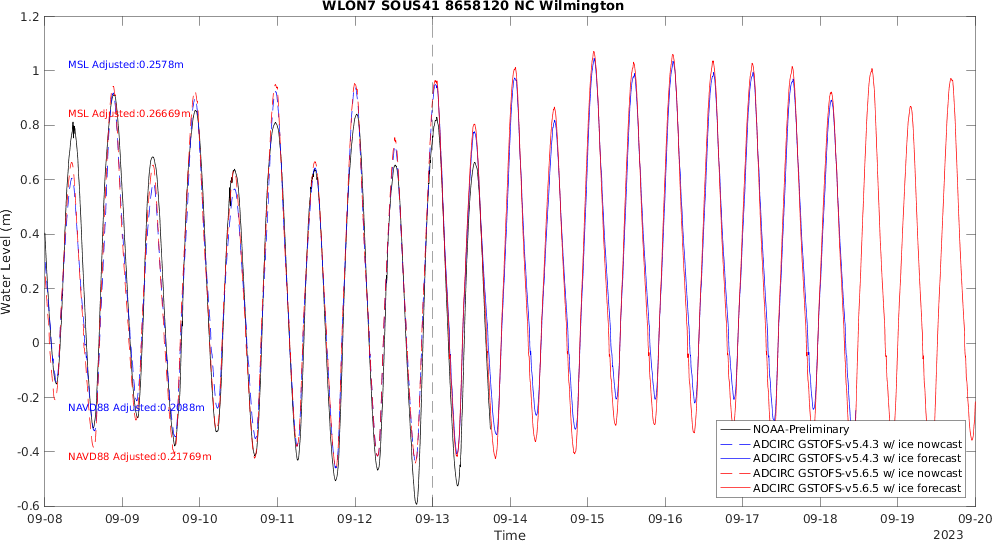 WLON7 SOUS41 8658120 NC Wilmington
1.2
1
0.8
0.6
0.4
0.2
0
-0.2
-0.4
-0.6
Water Level (m)
MSL Adjusted:0.2578m
MSL Adjusted:0.26669m
NAVD88 Adjusted:0.2088m
NAVD88 Adjusted:0.21769m
NOAA-Preliminary
ADCIRC GSTOFS-v5.4.3 w/ ice nowcast
ADCIRC GSTOFS-v5.4.3 w/ ice forecast
ADCIRC GSTOFS-v5.6.5 w/ ice nowcast
ADCIRC GSTOFS-v5.6.5 w/ ice forecast
09-08 09-09 09-10 09-11 09-12 09-13 09-14 09-15 09-16 09-17 09-18 09-19 09-20
Time
2023